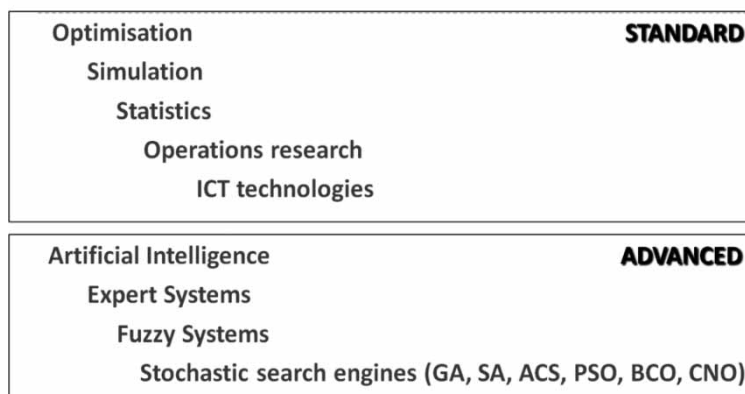 Optimisation STANDARD
Simulation
Statistics
Operations research
ICT technologies
Artificial Intelligence ADVANCED
Expert Systems
Fuzzy Systems
Stochastic search engines (GA, SA, ACS, PSO, BCO, CNO)